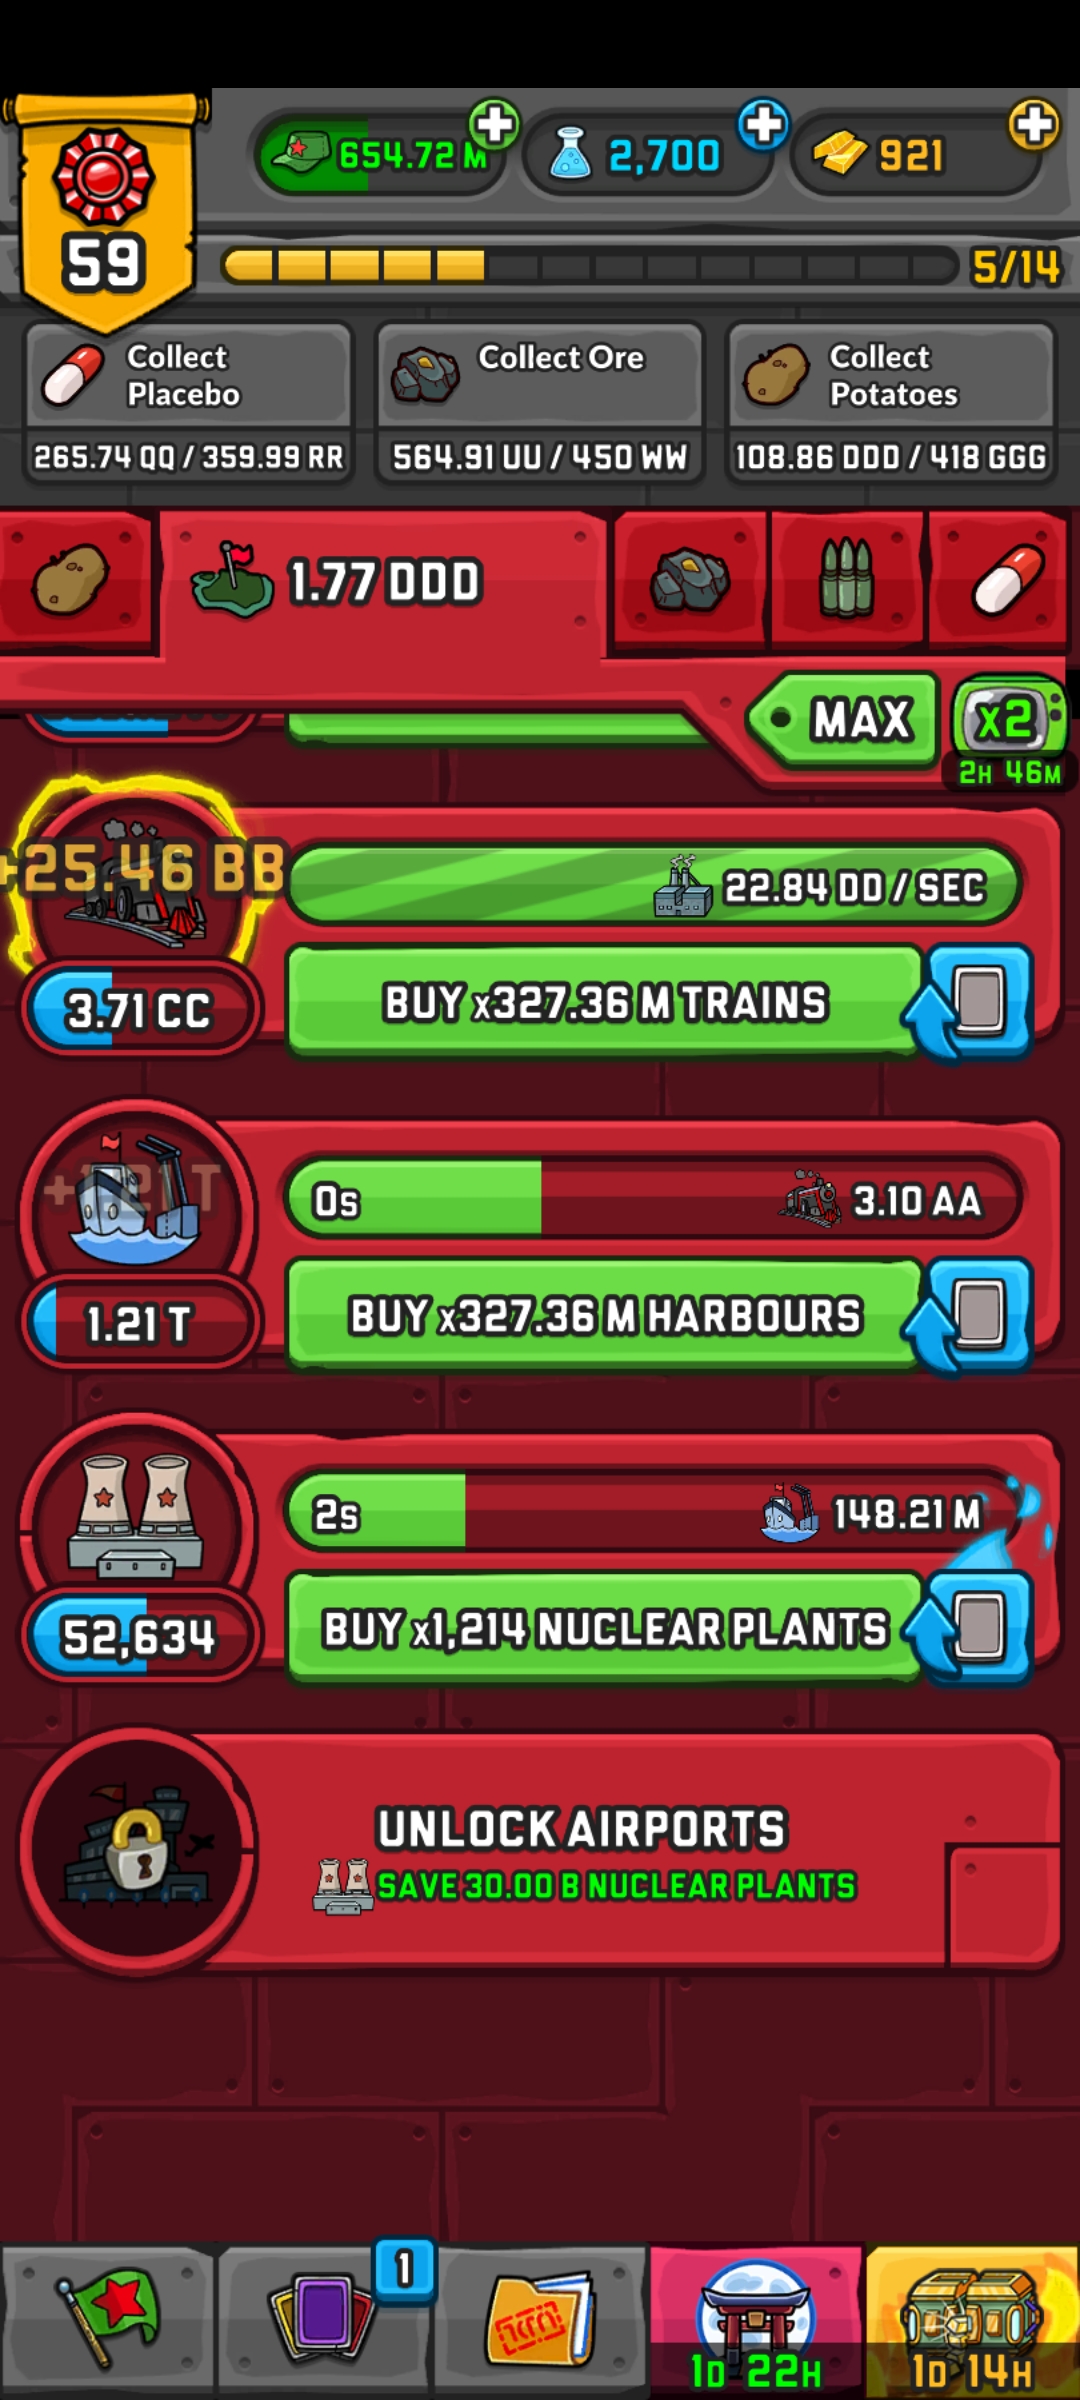 59
654.72 M
2,700
921
5/14
Collect
Placebo
265.74 QQ / 359.99 RR
Collect Ore
564.91 UU / 450 WW
Collect
Potatoes
108.86 DDD / 418 GGG
1.77 DDD
MAX
x2
2H 46M
+25.46 BB
22.84 DD / SEC
3.71 CC
BUY x327.36 M TRAINS
+1.21 T
0s
3.10 AA
1.21 T
BUY x327.36 M HARBOURS
2s
148.21 M
52,634
BUY x1,214 NUCLEAR PLANTS
UNLOCK AIRPORTS
SAVE 30.00 B NUCLEAR PLANTS
1
1D 22H
1D 14H